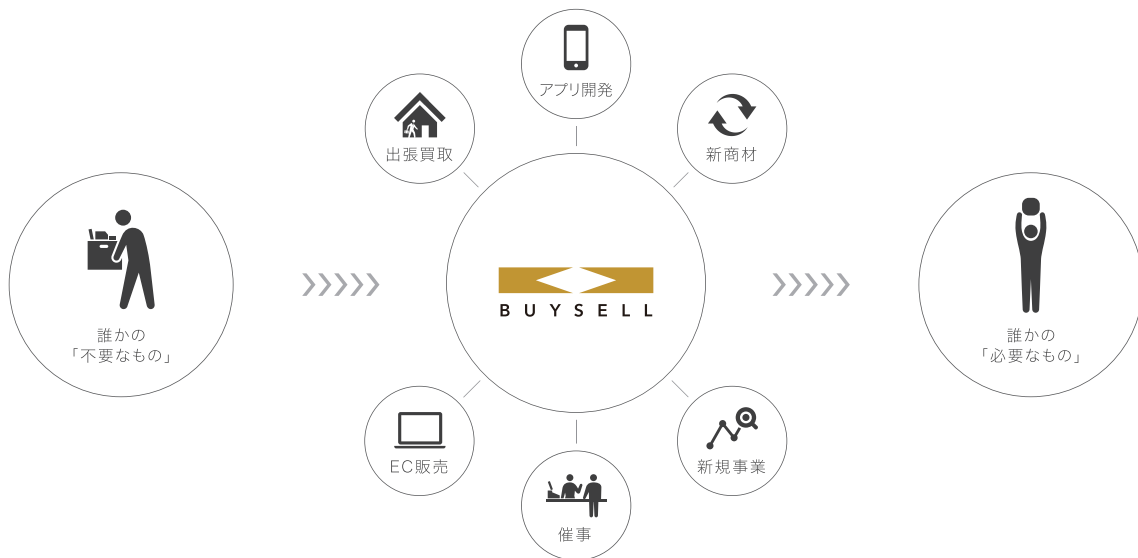 アプリ開発
出張買取
新商材
誰かの
「不要なもの」
BUYSELL
誰かの
「必要なもの」
EC販売
新規事業
催事